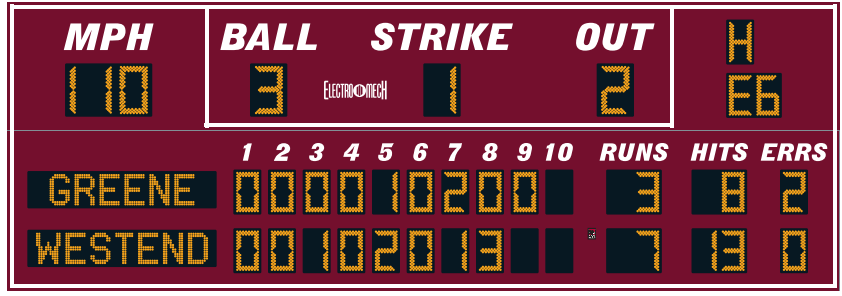 MPH BALL STRIKE OUT H
110 3 ELECTRO-MECH 1 2 E6
1 2 3 4 5 6 7 8 9 10 RUNS HITS ERRS
GREENE 0 0 0 0 1 0 2 0 0 3 8 2
WESTEND 0 0 1 0 2 0 1 3 7 13 0